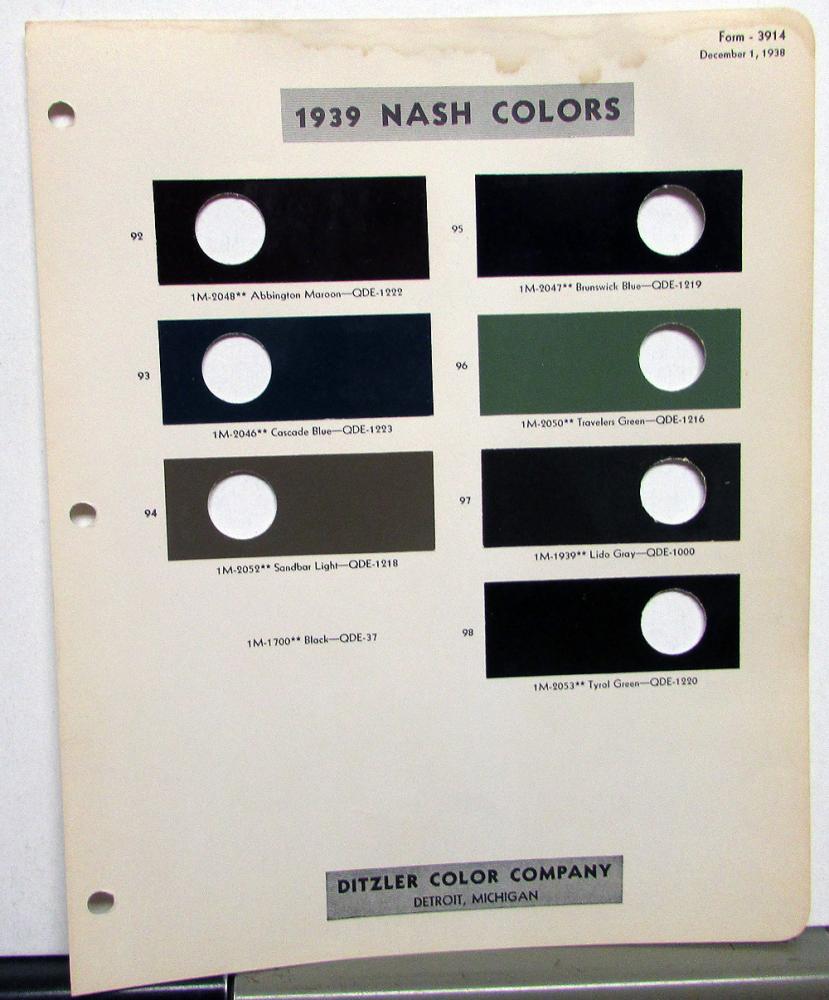 Form - 3914
December 1, 1938
1939 NASH COLORS
92
1M-2048** Abbington Maroon—QDE-1222
93
1M-2046** Cascade Blue—QDE-1223
94
1M-2052** Sandbar Light—QDE-1218
1M-1700** Black—QDE-37
95
1M-2047** Brunswick Blue—QDE-1219
96
1M-2050** Travelers Green—QDE-1216
97
1M-1939** Lido Gray—QDE-1000
98
1M-2053** Tyrol Green—QDE-1220
DITZLER COLOR COMPANY
DETROIT, MICHIGAN